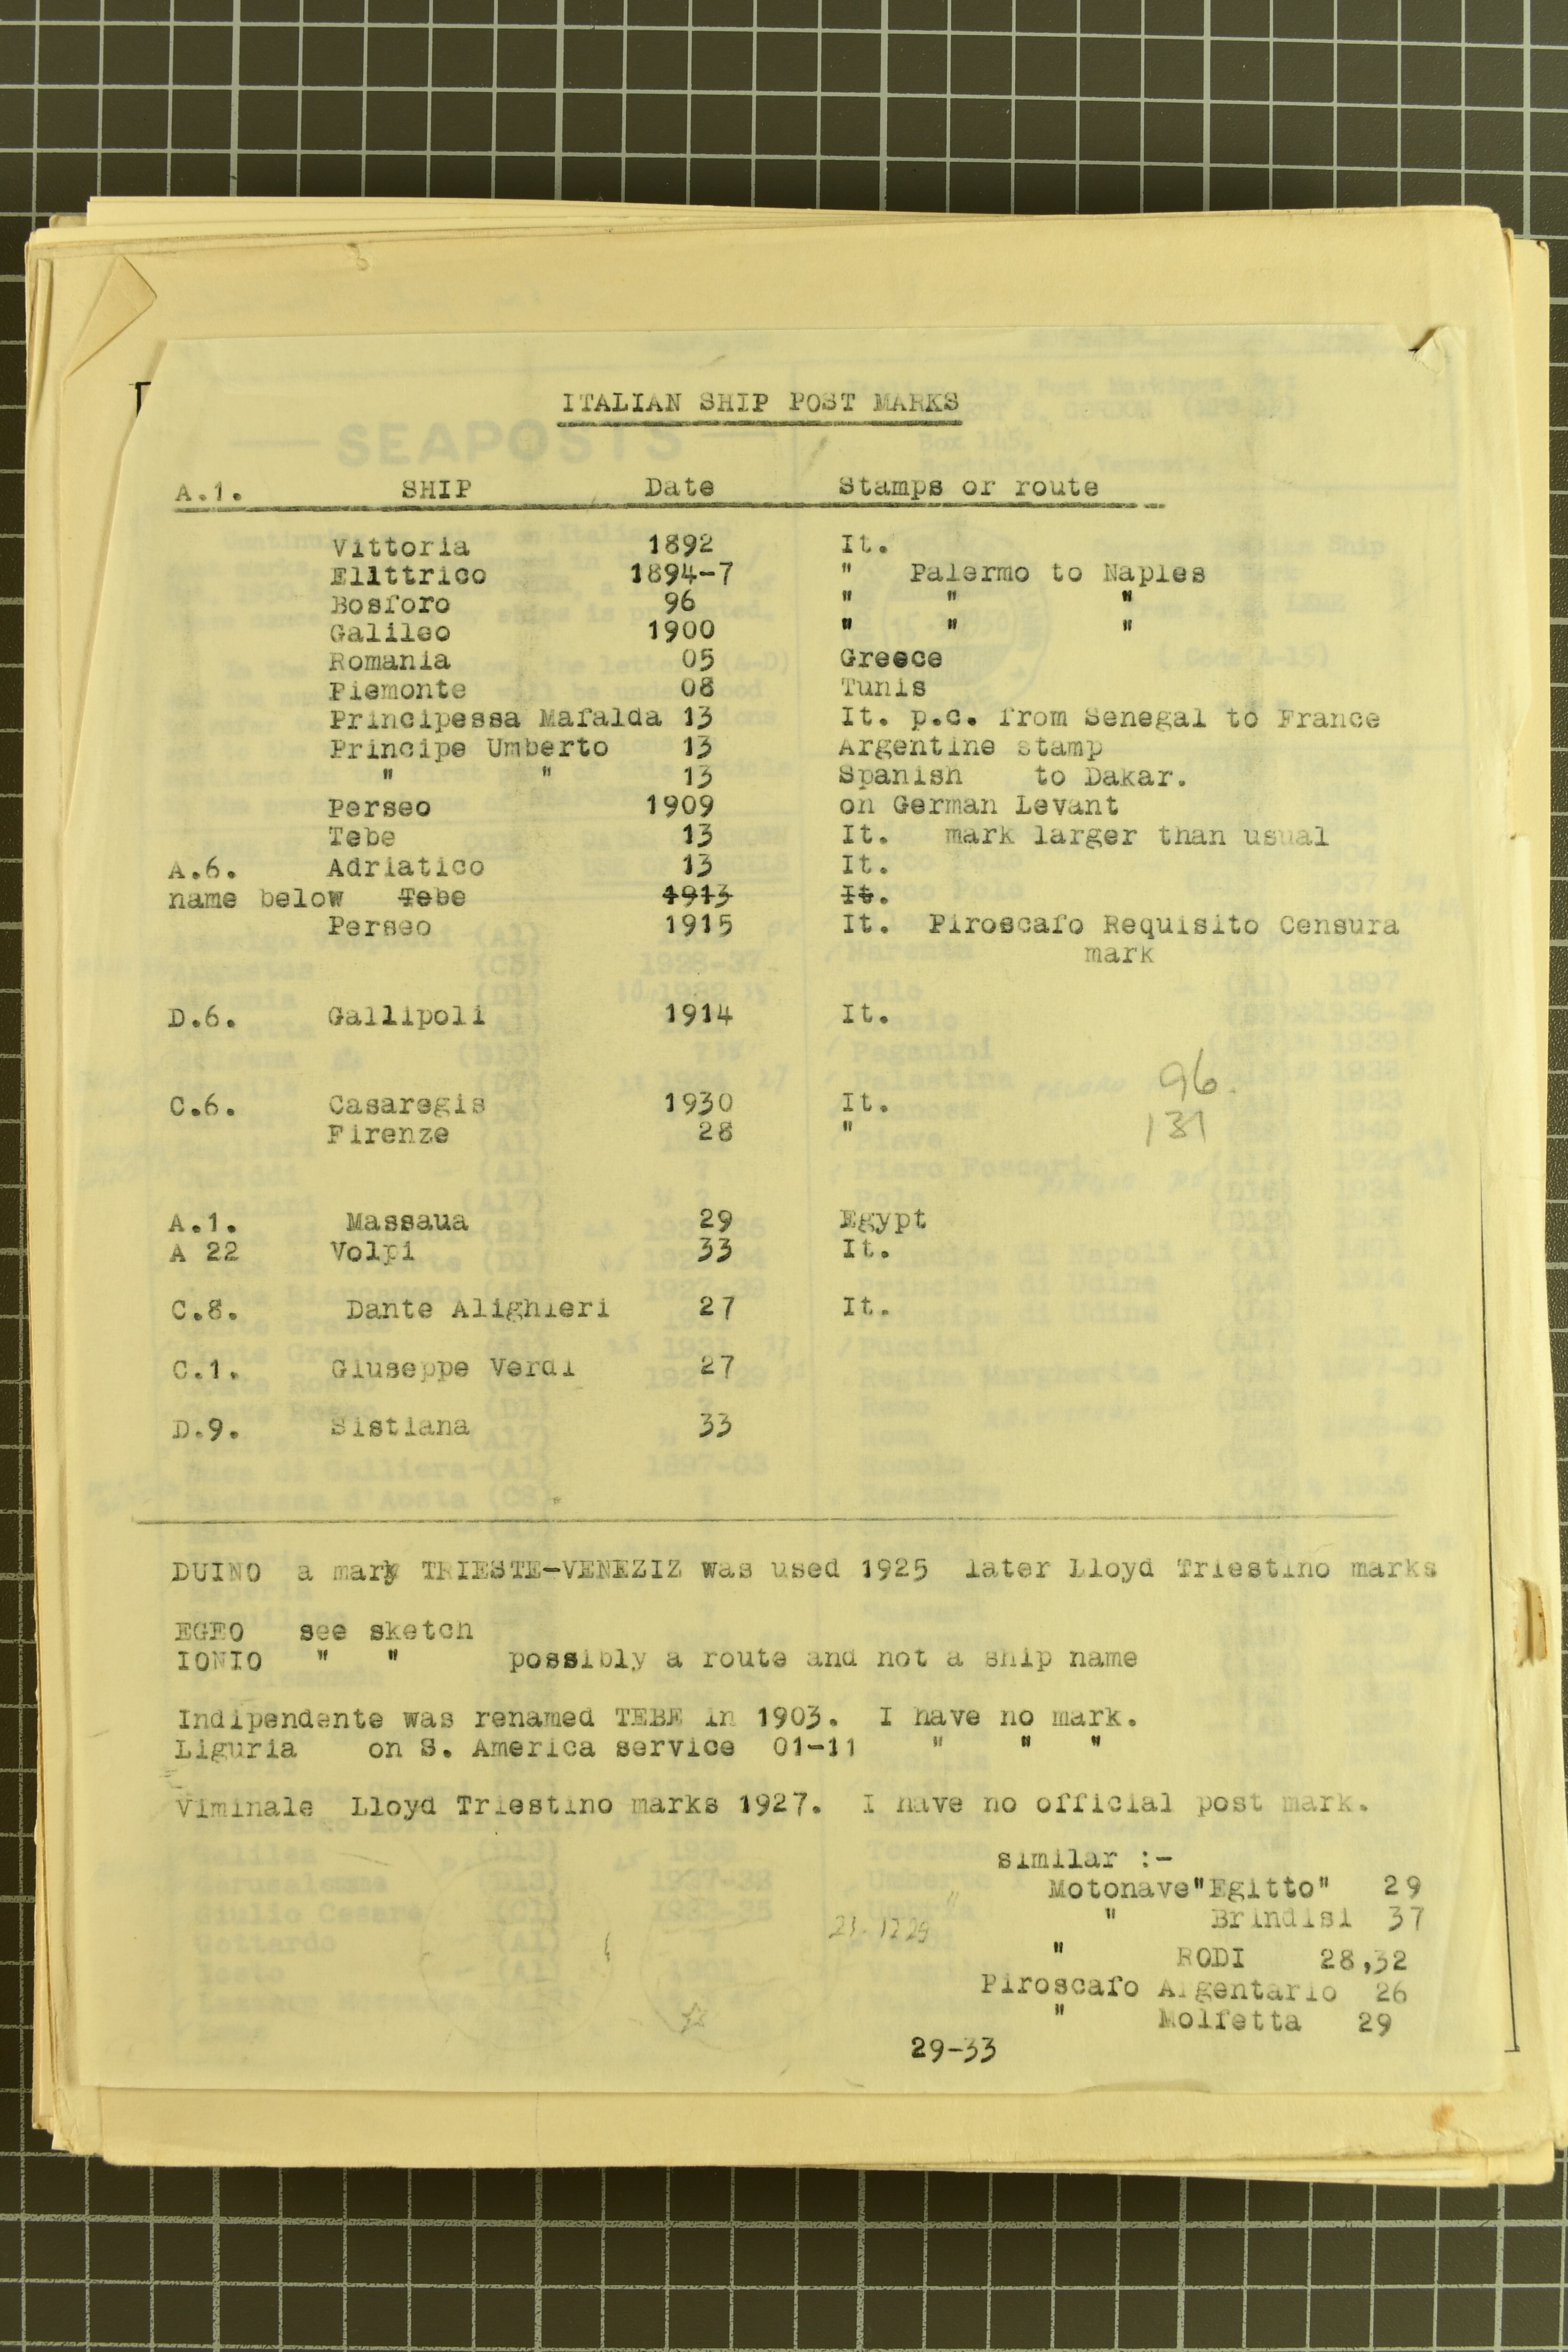 ITALIAN SHIP POST MARKS
A.1. SHIP Date Stamps or route
Vittoria 1892 It.
Elittrico 1894-7 " Palermo to Naples
Bosforo 96 " " "
Galileo 1900 " " "
Romania 05 Greece
Piemonte 08 Tunis
Principessa Mafalda 13 It. p.c. from Senegal to France
Principe Umberto 13 Argentine stamp
" " 13 Spanish to Dakar.
Perseo 1909 on German Levant
Tebe 13 It. mark larger than usual
A.6. Adriatico 13 It.
name below Tebe 1913 It.
Perseo 1915 It. Piroscafo Requisito Censura
mark
D.6. Gallipoli 1914 It.
96.
C.6. Casaregis 1930 It.
131
Firenze 28 "
A.1. Massaua 29 Egypt
A 22 Volpi 33 It.
C.8. Dante Alighieri 27 It.
C.1. Giuseppe Verdi 27
D.9. Sistiana 33
DUINO a mark TRIESTE-VENEZIZ was used 1925 later Lloyd Triestino marks
EGEO see sketch
IONIO " " possibly a route and not a ship name
Indipendente was renamed TEBE in 1903. I have no mark.
Liguria on S. America service 01-11 " " "
Viminale Lloyd Triestino marks 1927. I have no official post mark.
similar :-
Motonave"Egitto" 29
" Brindisi 37
" RODI 28,32
Piroscafo Argentario 26
" Molfetta 29
29-33